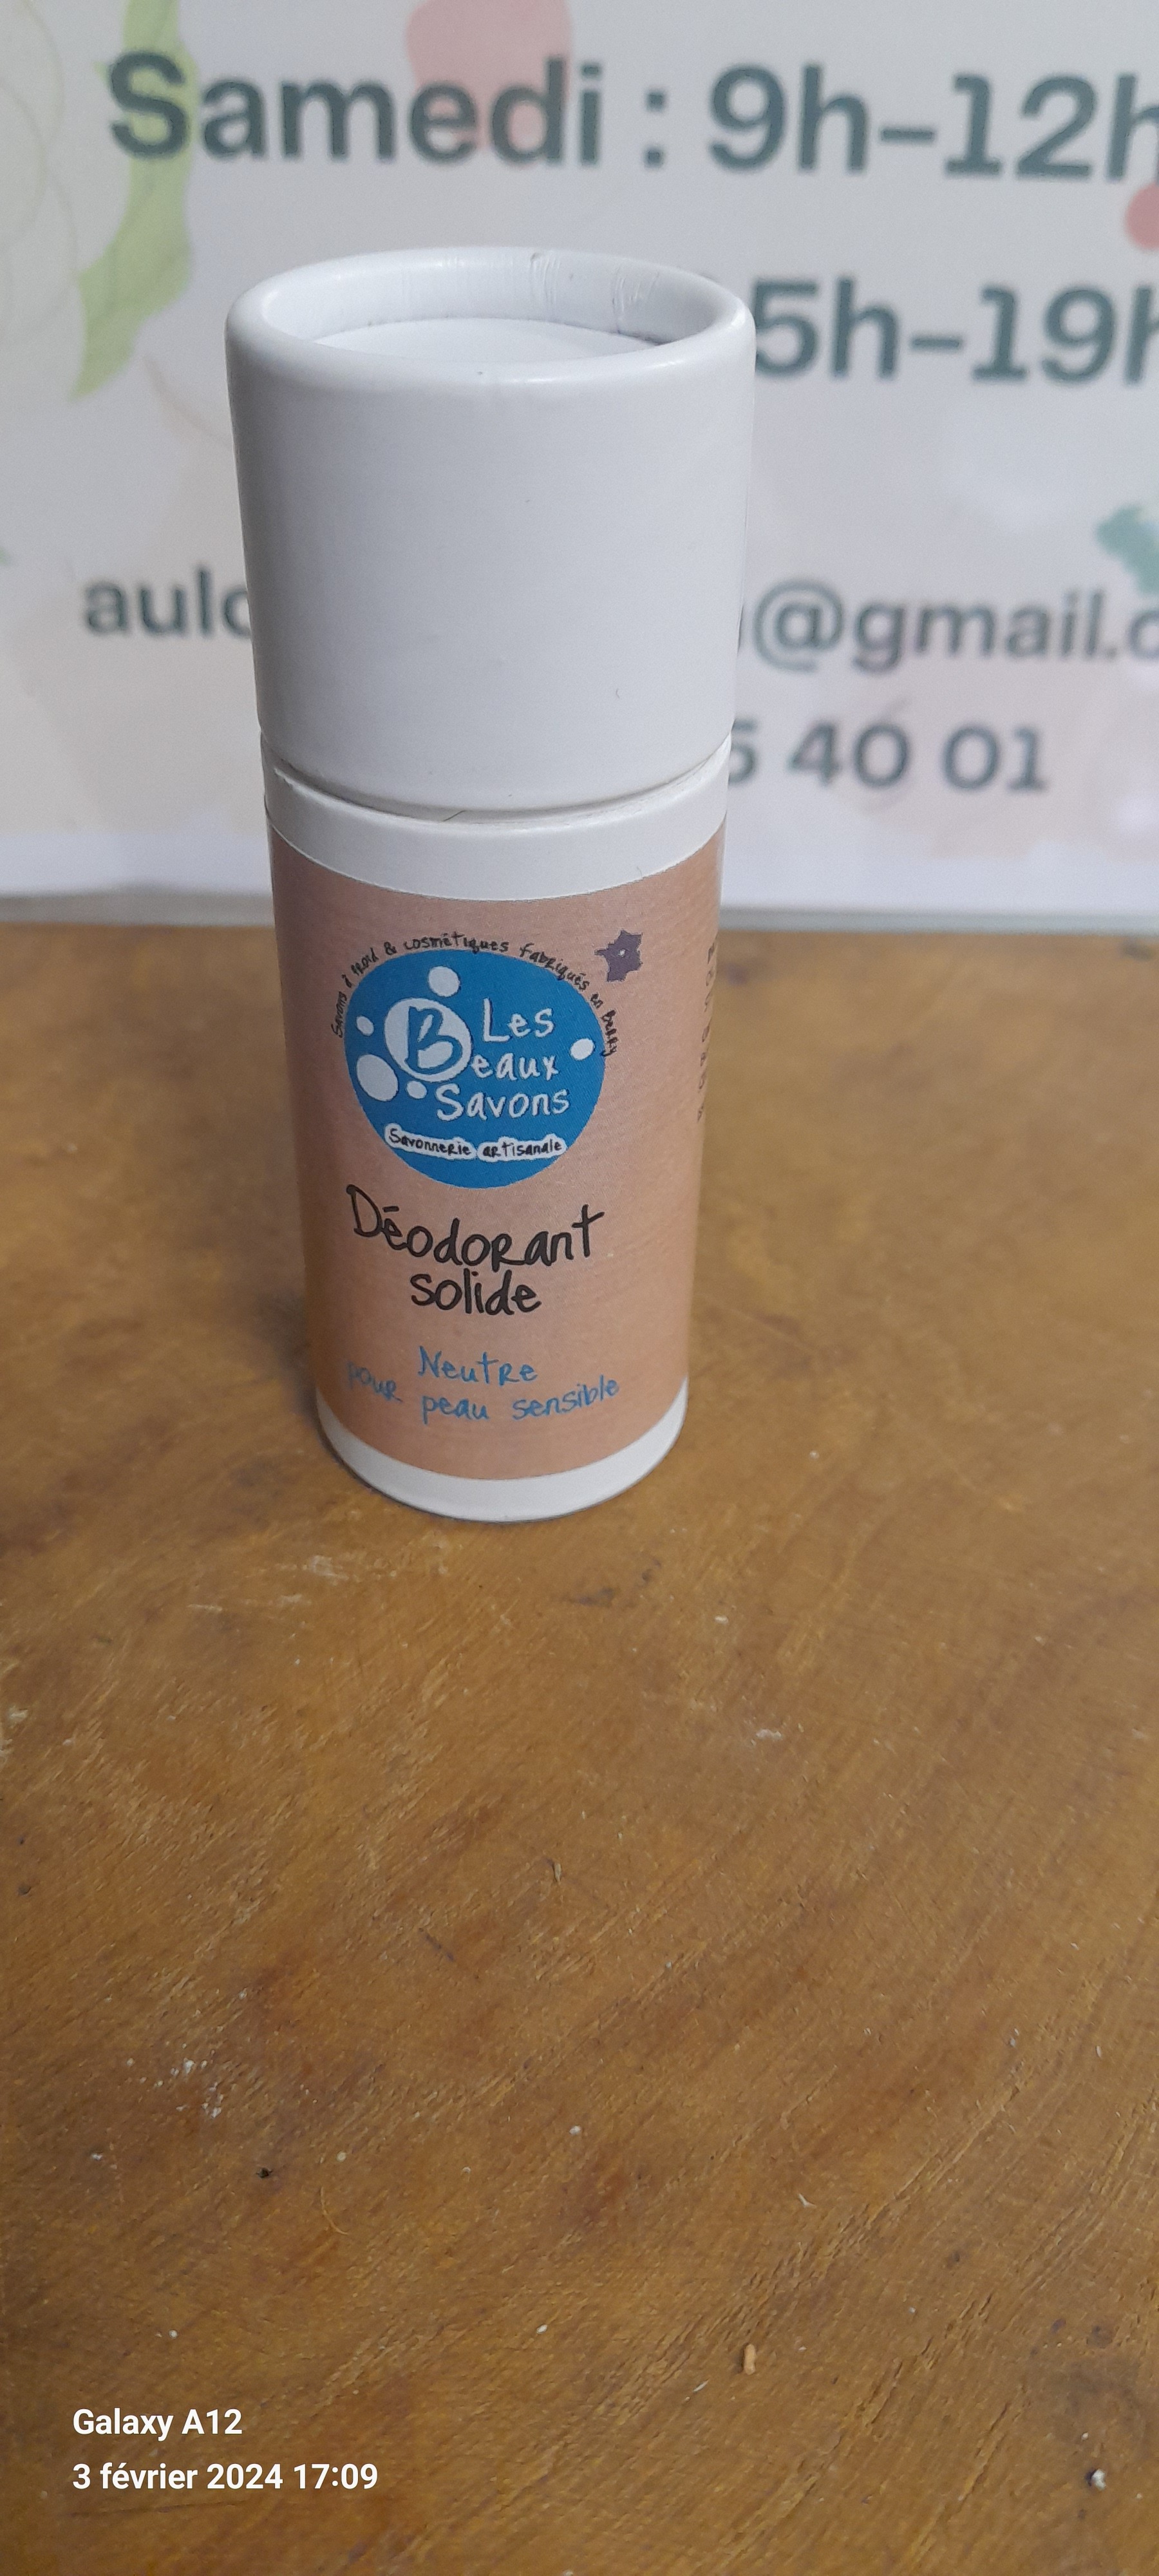 Samedi : 9h-12h
5h-19h
@gmail.c
5 40 01
Savons à froid & cosmétiques fabriqués en Berry
B
Les
Beaux
Savons
Savonnerie artisanale
Déodorant
solide
Neutre
pour peau sensible
Galaxy A12
3 février 2024 17:09